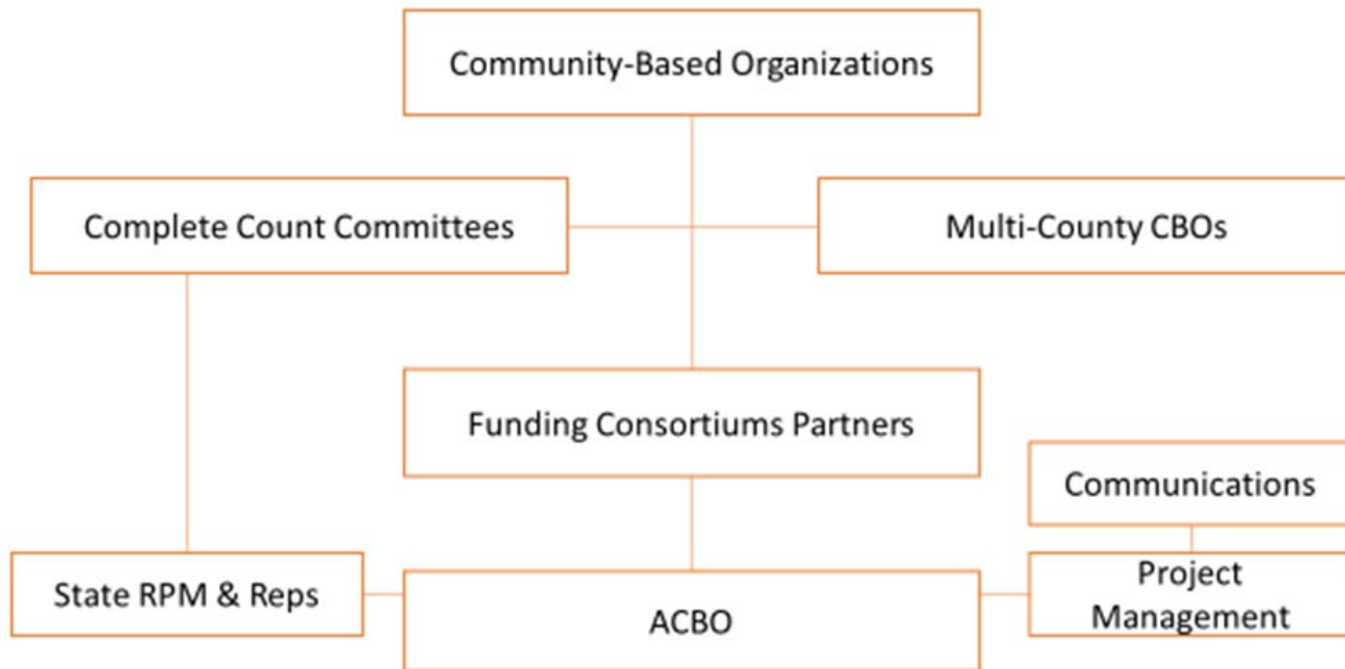 Community-Based Organizations
Complete Count Committees
Multi-County CBOs
Funding Consortiums Partners
Communications
State RPM & Reps
ACBO
Project
Management